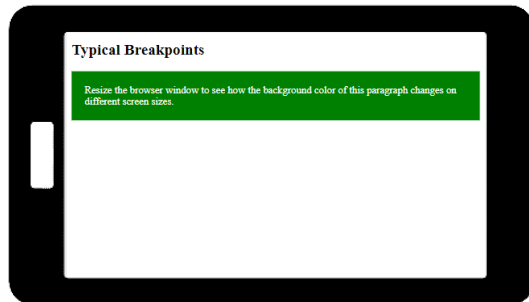 Typical Breakpoints
Resize the browser window to see how the background color of this paragraph changes on
different screen sizes.